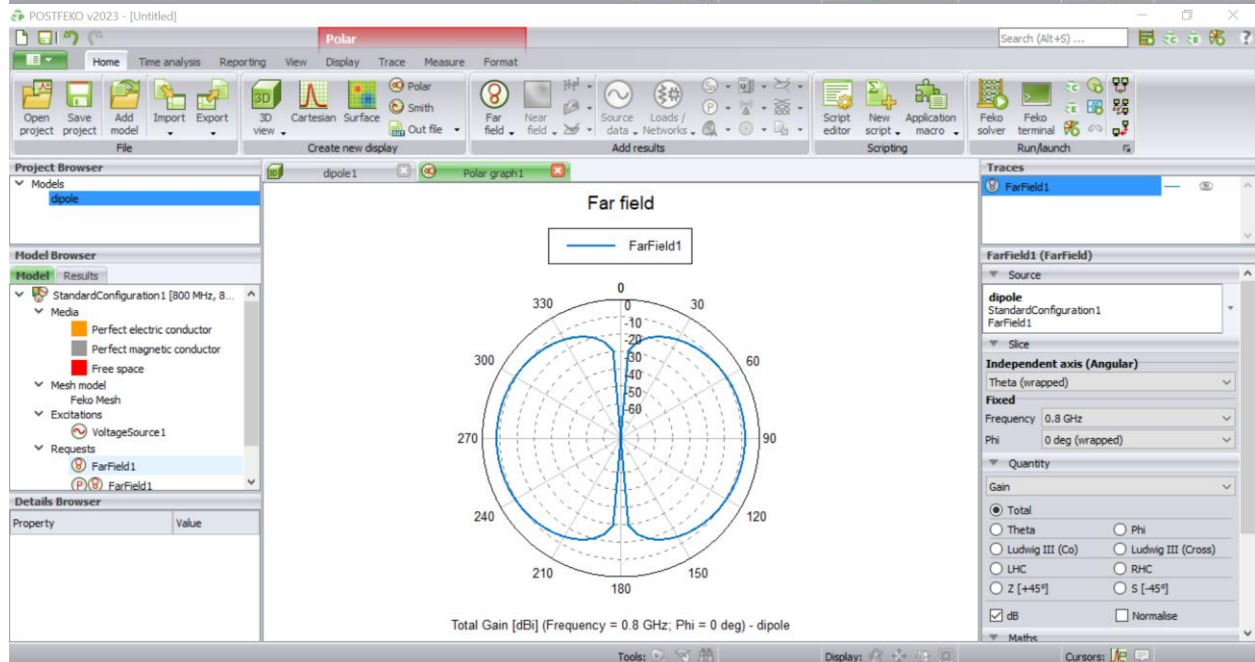 POSTFEKO v2023 - [Untitled]
Polar
Search (Alt+S) ...
Home Time analysis Reporting View Display Trace Measure Format
Open project
Save project
Add model
Import
Export
File
3D view
Cartesian
Surface
Polar
Smith
Out file
Create new display
Far field
Near field
Source data
Loads / Networks
Add results
Script editor
New script
Application macro
Scripting
Feko solver
Feko terminal
Run/launch
Project Browser
Models
dipole
Model Browser
Model Results
StandardConfiguration1 [800 MHz, 8...
Media
Perfect electric conductor
Perfect magnetic conductor
Free space
Mesh model
Feko Mesh
Excitations
VoltageSource1
Requests
FarField1
FarField1
Details Browser
Property Value
dipole1
Polar graph1
Far field
FarField1
0
330 0 30
-10
-20
300 -30 60
-40
-50
-60
270 90
240 120
210 150
180
Total Gain [dBi] (Frequency = 0.8 GHz; Phi = 0 deg) - dipole
Traces
FarField1
FarField1 (FarField)
Source
dipole
StandardConfiguration1
FarField1
Slice
Independent axis (Angular)
Theta (wrapped)
Fixed
Frequency 0.8 GHz
Phi 0 deg (wrapped)
Quantity
Gain
Total
Theta Phi
Ludwig III (Co) Ludwig III (Cross)
LHC RHC
Z [+45º] S [-45º]
dB Normalise
Maths
Tools: Display: Cursors: